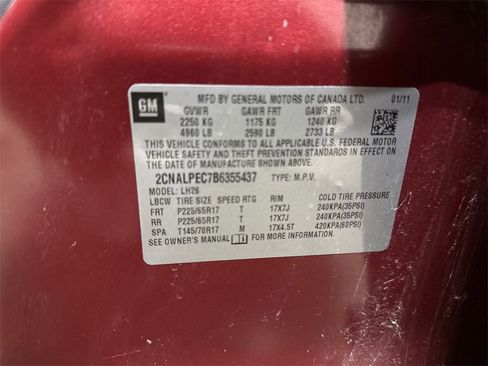 GM
MFD BY GENERAL MOTORS OF CANADA LTD. 01/11
GVWR GAWR FRT GAWR RR
2250 KG 1175 KG 1240 KG
4960 LB 2590 LB 2733 LB
THIS VEHICLE CONFORMS TO ALL APPLICABLE U.S. FEDERAL MOTOR
VEHICLE SAFETY AND THEFT PREVENTION STANDARDS IN EFFECT ON
THE DATE OF MANUFACTURE SHOWN ABOVE.
2CNALPEC7B6355437 TYPE: M.P.V.
MODEL: LH26
LBCW TIRE SIZE SPEED RTG RIM COLD TIRE PRESSURE
FRT P225/65R17 T 17X7J 240KPA(35PSI)
RR P225/65R17 T 17X7J 240KPA(35PSI)
SPA T145/70R17 M 17X4.5T 420KPA(60PSI)
SEE OWNER'S MANUAL FOR MORE INFORMATION.